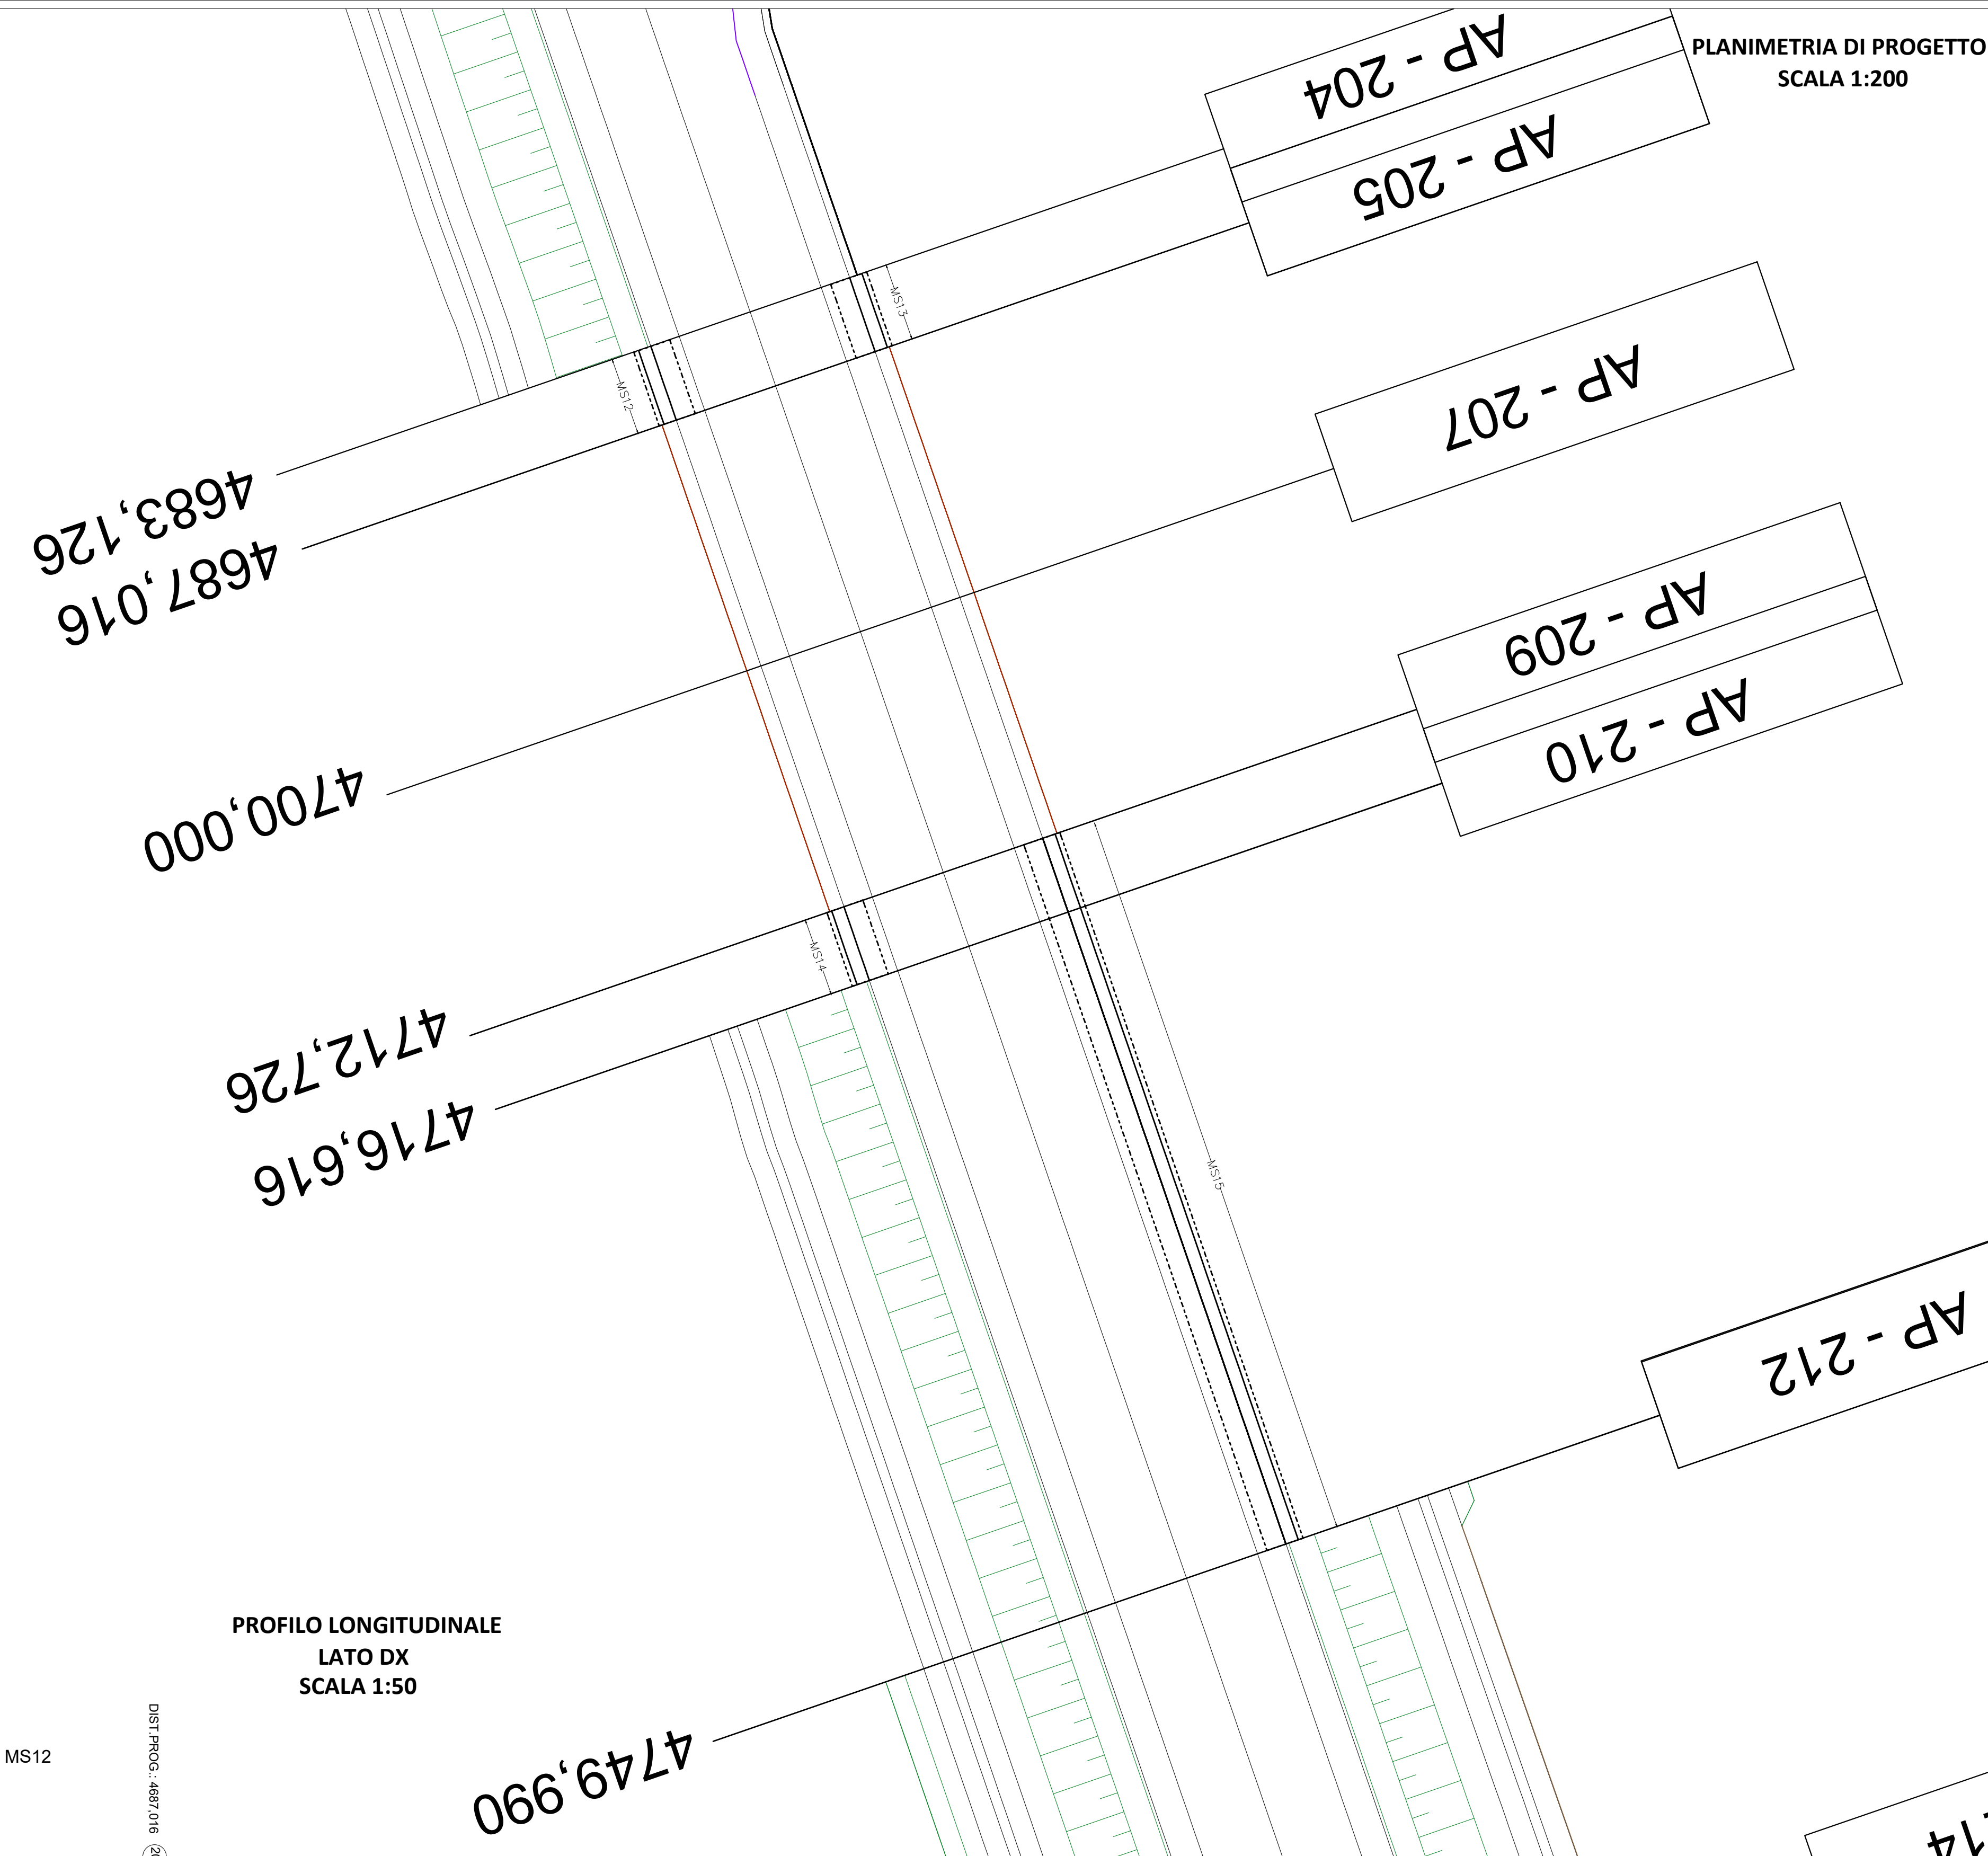 PLANIMETRIA DI PROGETTO
SCALA 1:200
AP - 204
AP - 205
AP - 207
AP - 209
AP - 210
AP - 212
MS13
MS12
4683,126
4687,016
4700,000
MS14
4712,726
4716,616
MS15
4749,990
PROFILO LONGITUDINALE
LATO DX
SCALA 1:50
MS12
DIST.PROG.: 4687,016